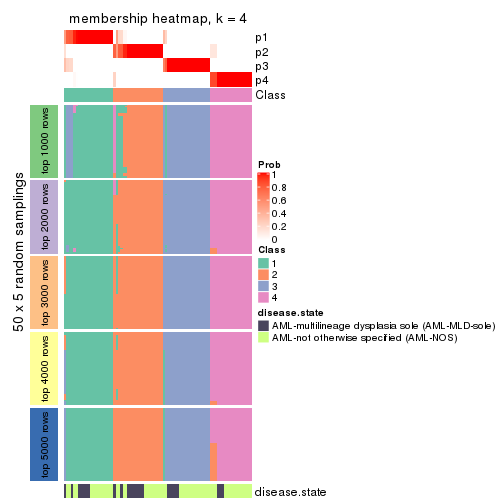 membership heatmap, k = 4
p1
p2
p3
p4
Class
50 x 5 random samplings
top 1000 rows
top 2000 rows
top 3000 rows
top 4000 rows
top 5000 rows
disease.state
Prob
1
0.8
0.6
0.4
0.2
0
Class
1
2
3
4
disease.state
AML-multilineage dysplasia sole (AML-MLD-sole)
AML-not otherwise specified (AML-NOS)